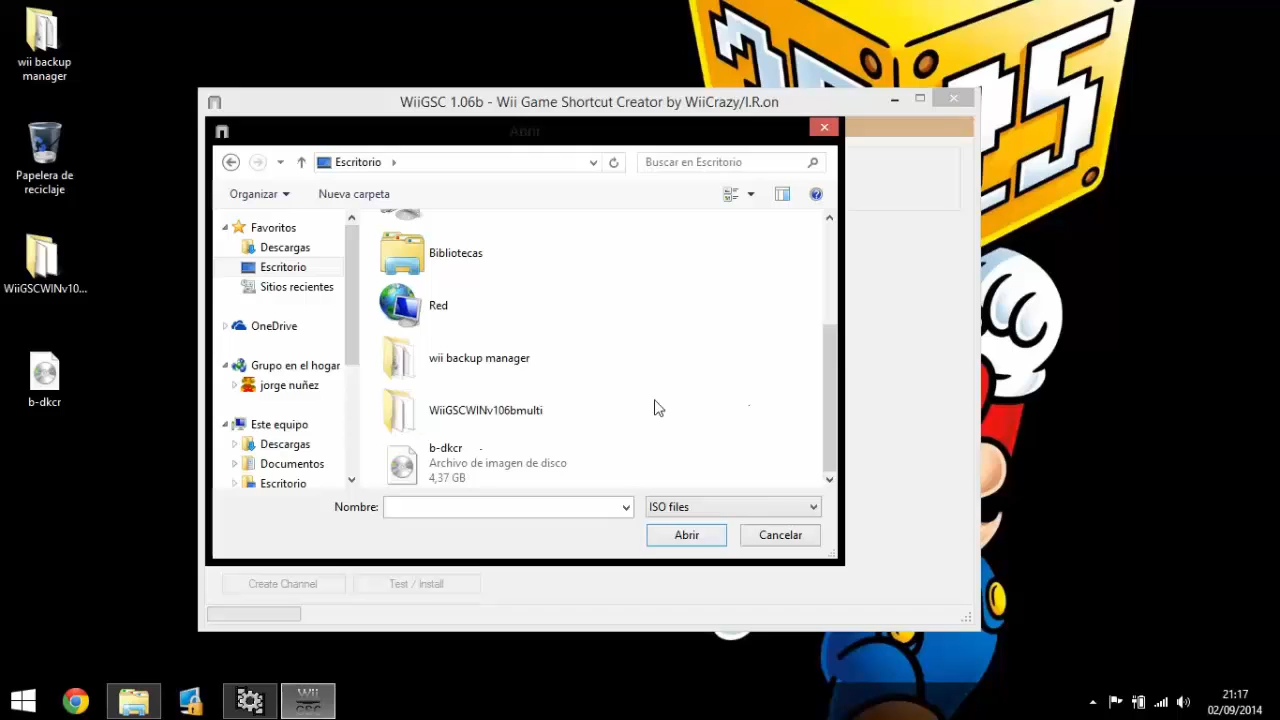 wii backup
manager
Papelera de
reciclaje
WiiGSCWINv10...
b-dkcr
WiiGSC 1.06b - Wii Game Shortcut Creator by WiiCrazy/I.R.on
Abrir
Escritorio
Buscar en Escritorio
Organizar
Nueva carpeta
Favoritos
Descargas
Escritorio
Sitios recientes
OneDrive
Grupo en el hogar
jorge nuñez
Este equipo
Descargas
Documentos
Escritorio
Bibliotecas
Red
wii backup manager
WiiGSCWINv106bmulti
b-dkcr
Archivo de imagen de disco
4,37 GB
Nombre:
ISO files
Abrir
Cancelar
Create Channel
Test / Install
Wii
GSC
21:17
02/09/2014